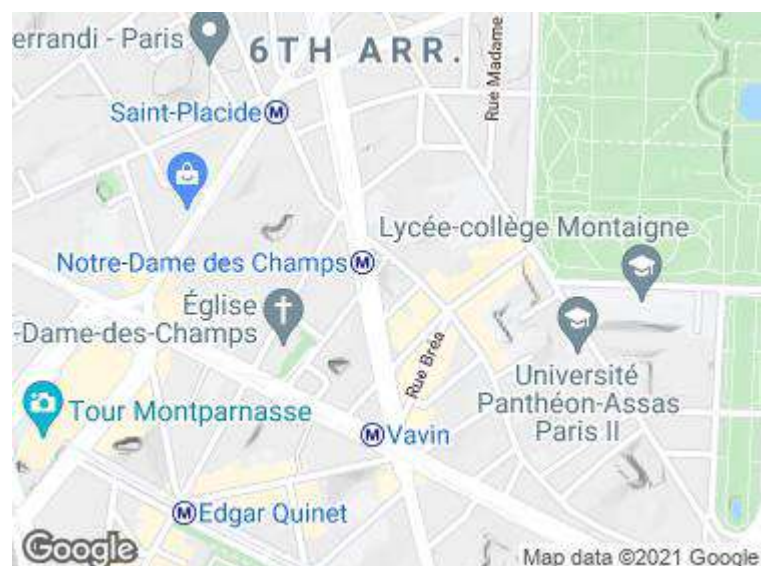 errandi - Paris
6TH ARR.
Rue Madame
Saint-Placide M
Lycée-collège Montaigne
Notre-Dame des Champs M
Église
-Dame-des-Champs
Rue Bréa
Université
Panthéon-Assas
Paris II
Tour Montparnasse
M Vavin
M Edgar Quinet
Google
Map data ©2021 Google